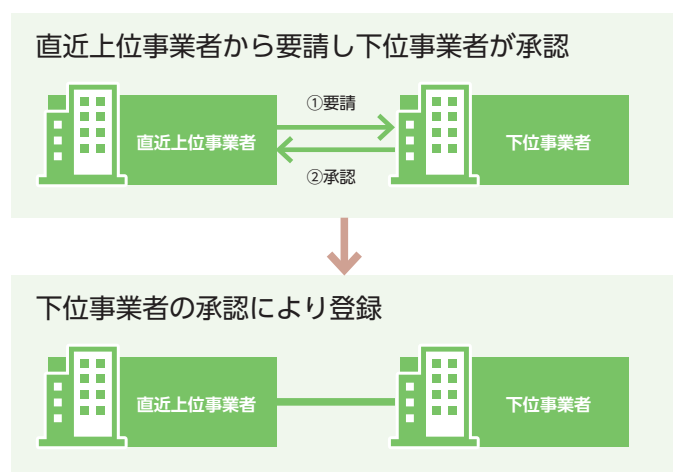 直近上位事業者から要請し下位事業者が承認
①要請
直近上位事業者
下位事業者
②承認
下位事業者の承認により登録
直近上位事業者
下位事業者